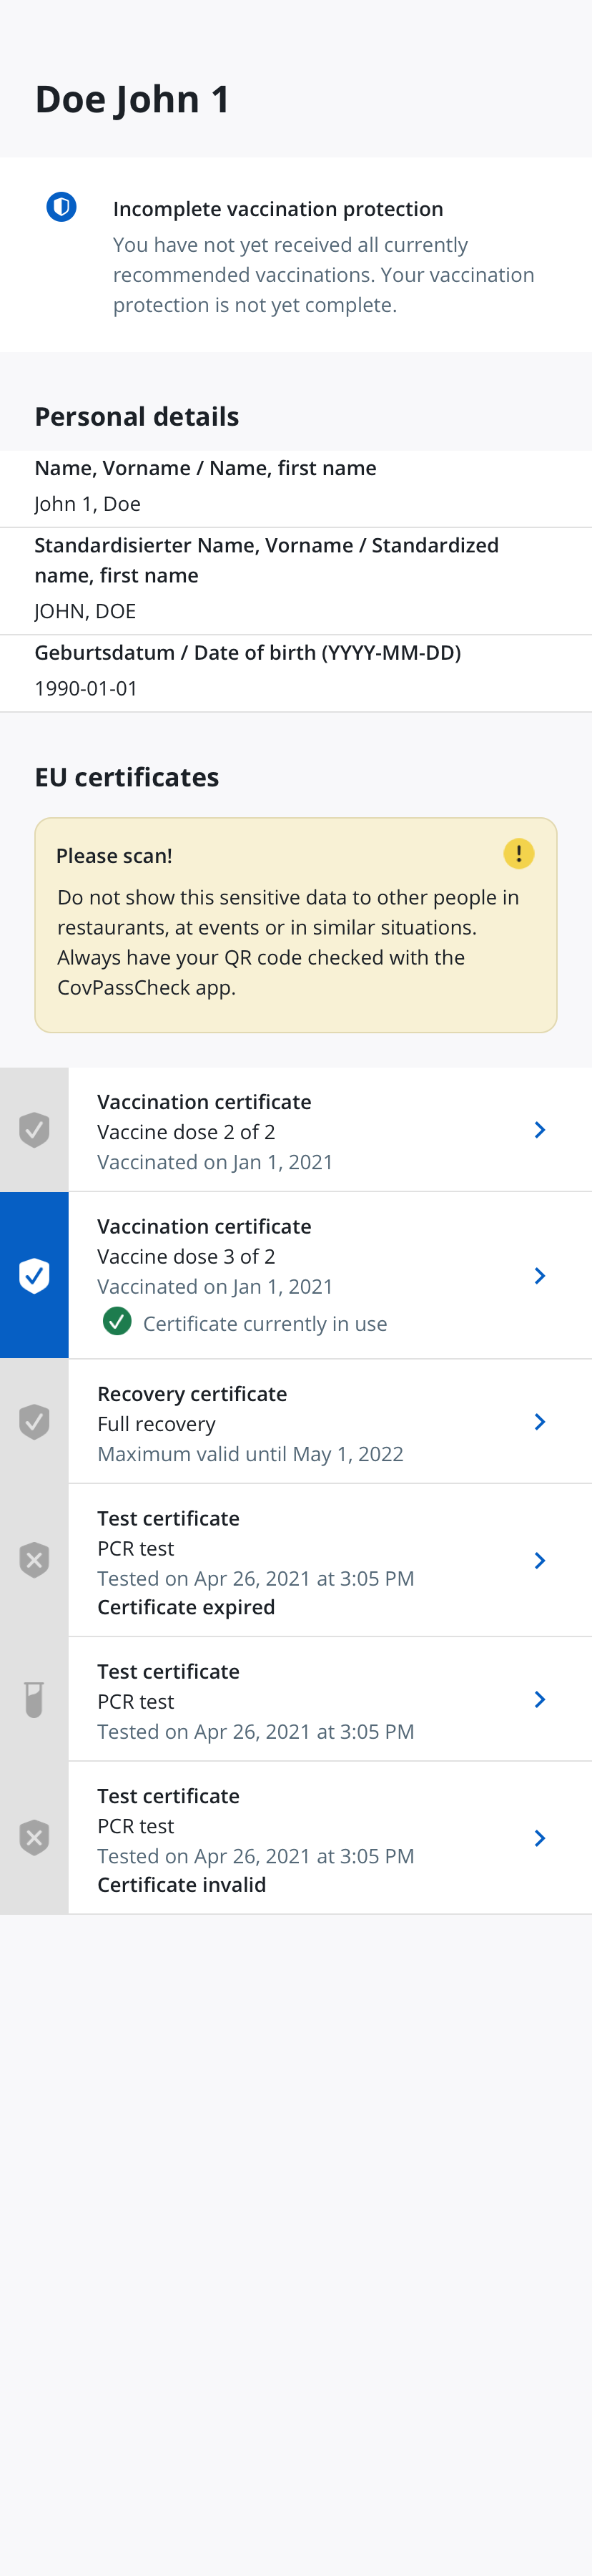 Doe John 1
Incomplete vaccination protection
You have not yet received all currently
recommended vaccinations. Your vaccination
protection is not yet complete.
Personal details
Name, Vorname / Name, first name
John 1, Doe
Standardisierter Name, Vorname / Standardized
name, first name
JOHN, DOE
Geburtsdatum / Date of birth (YYYY-MM-DD)
1990-01-01
EU certificates
Please scan!
Do not show this sensitive data to other people in
restaurants, at events or in similar situations.
Always have your QR code checked with the
CovPassCheck app.
Vaccination certificate
Vaccine dose 2 of 2
Vaccinated on Jan 1, 2021
Vaccination certificate
Vaccine dose 3 of 2
Vaccinated on Jan 1, 2021
Certificate currently in use
Recovery certificate
Full recovery
Maximum valid until May 1, 2022
Test certificate
PCR test
Tested on Apr 26, 2021 at 3:05 PM
Certificate expired
Test certificate
PCR test
Tested on Apr 26, 2021 at 3:05 PM
Test certificate
PCR test
Tested on Apr 26, 2021 at 3:05 PM
Certificate invalid